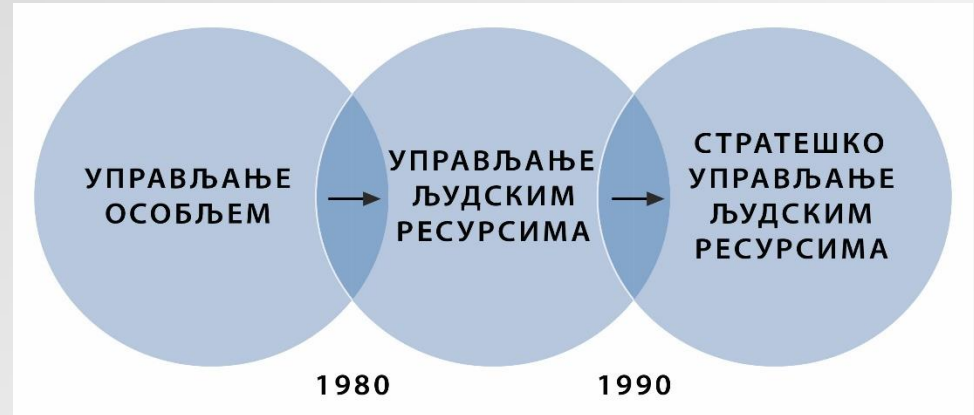 УПРАВЉАЊЕ
ОСОБЉЕМ
УПРАВЉАЊЕ
ЉУДСКИМ
РЕСУРСИМА
СТРАТЕШКО
УПРАВЉАЊЕ
ЉУДСКИМ
РЕСУРСИМА
1980
1990